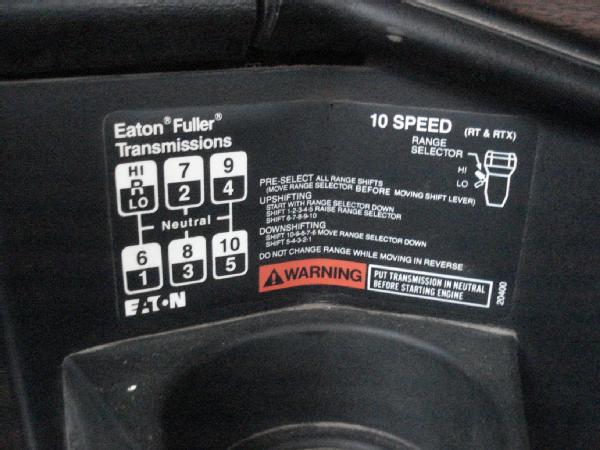 Eaton® Fuller®
Transmissions
HI
R
LO
7
2
9
4
Neutral
6
1
8
3
10
5
EATON
10 SPEED (RT & RTX)
RANGE
SELECTOR
HI
LO
PRE-SELECT ALL RANGE SHIFTS
(MOVE RANGE SELECTOR BEFORE MOVING SHIFT LEVER)
UPSHIFTING
START WITH RANGE SELECTOR DOWN
SHIFT 1-2-3-4-5 RAISE RANGE SELECTOR
SHIFT 6-7-8-9-10
DOWNSHIFTING
SHIFT 10-9-8-7-6 MOVE RANGE SELECTOR DOWN
SHIFT 5-4-3-2-1
DO NOT CHANGE RANGE WHILE MOVING IN REVERSE
WARNING
PUT TRANSMISSION IN NEUTRAL
BEFORE STARTING ENGINE
20400